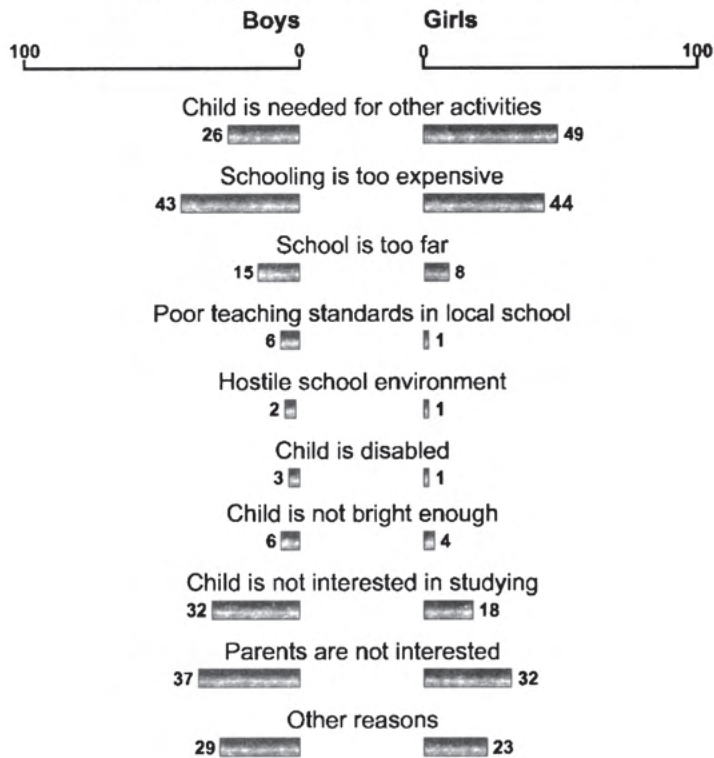 Boys Girls
100 0 0 100
Child is needed for other activities
26 49
Schooling is too expensive
43 44
School is too far
15 8
Poor teaching standards in local school
6 1
Hostile school environment
2 1
Child is disabled
3 1
Child is not bright enough
6 4
Child is not interested in studying
32 18
Parents are not interested
37 32
Other reasons
29 23